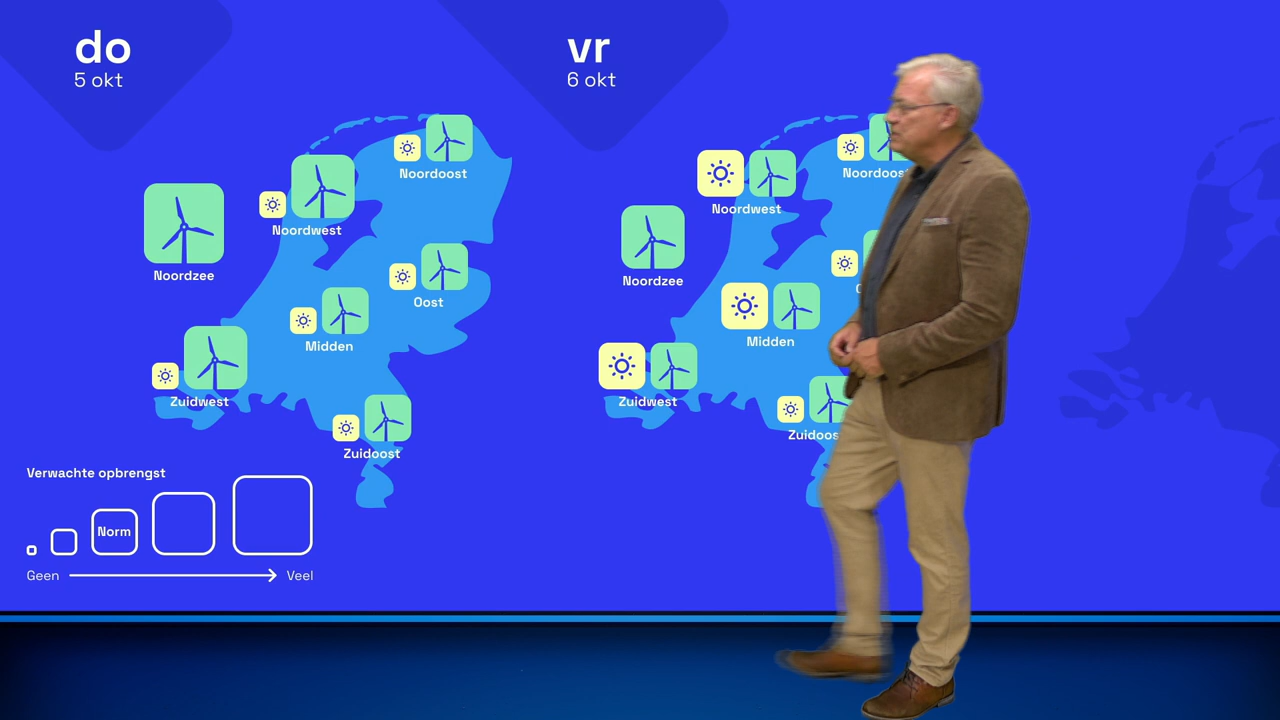 do
5 okt
Noordoost
Noordwest
Noordzee
Oost
Midden
Zuidwest
Zuidoost
vr
6 okt
Noordwest
Noordzee
Midden
Zuidwest
Verwachte opbrengst
Norm
Geen
Veel